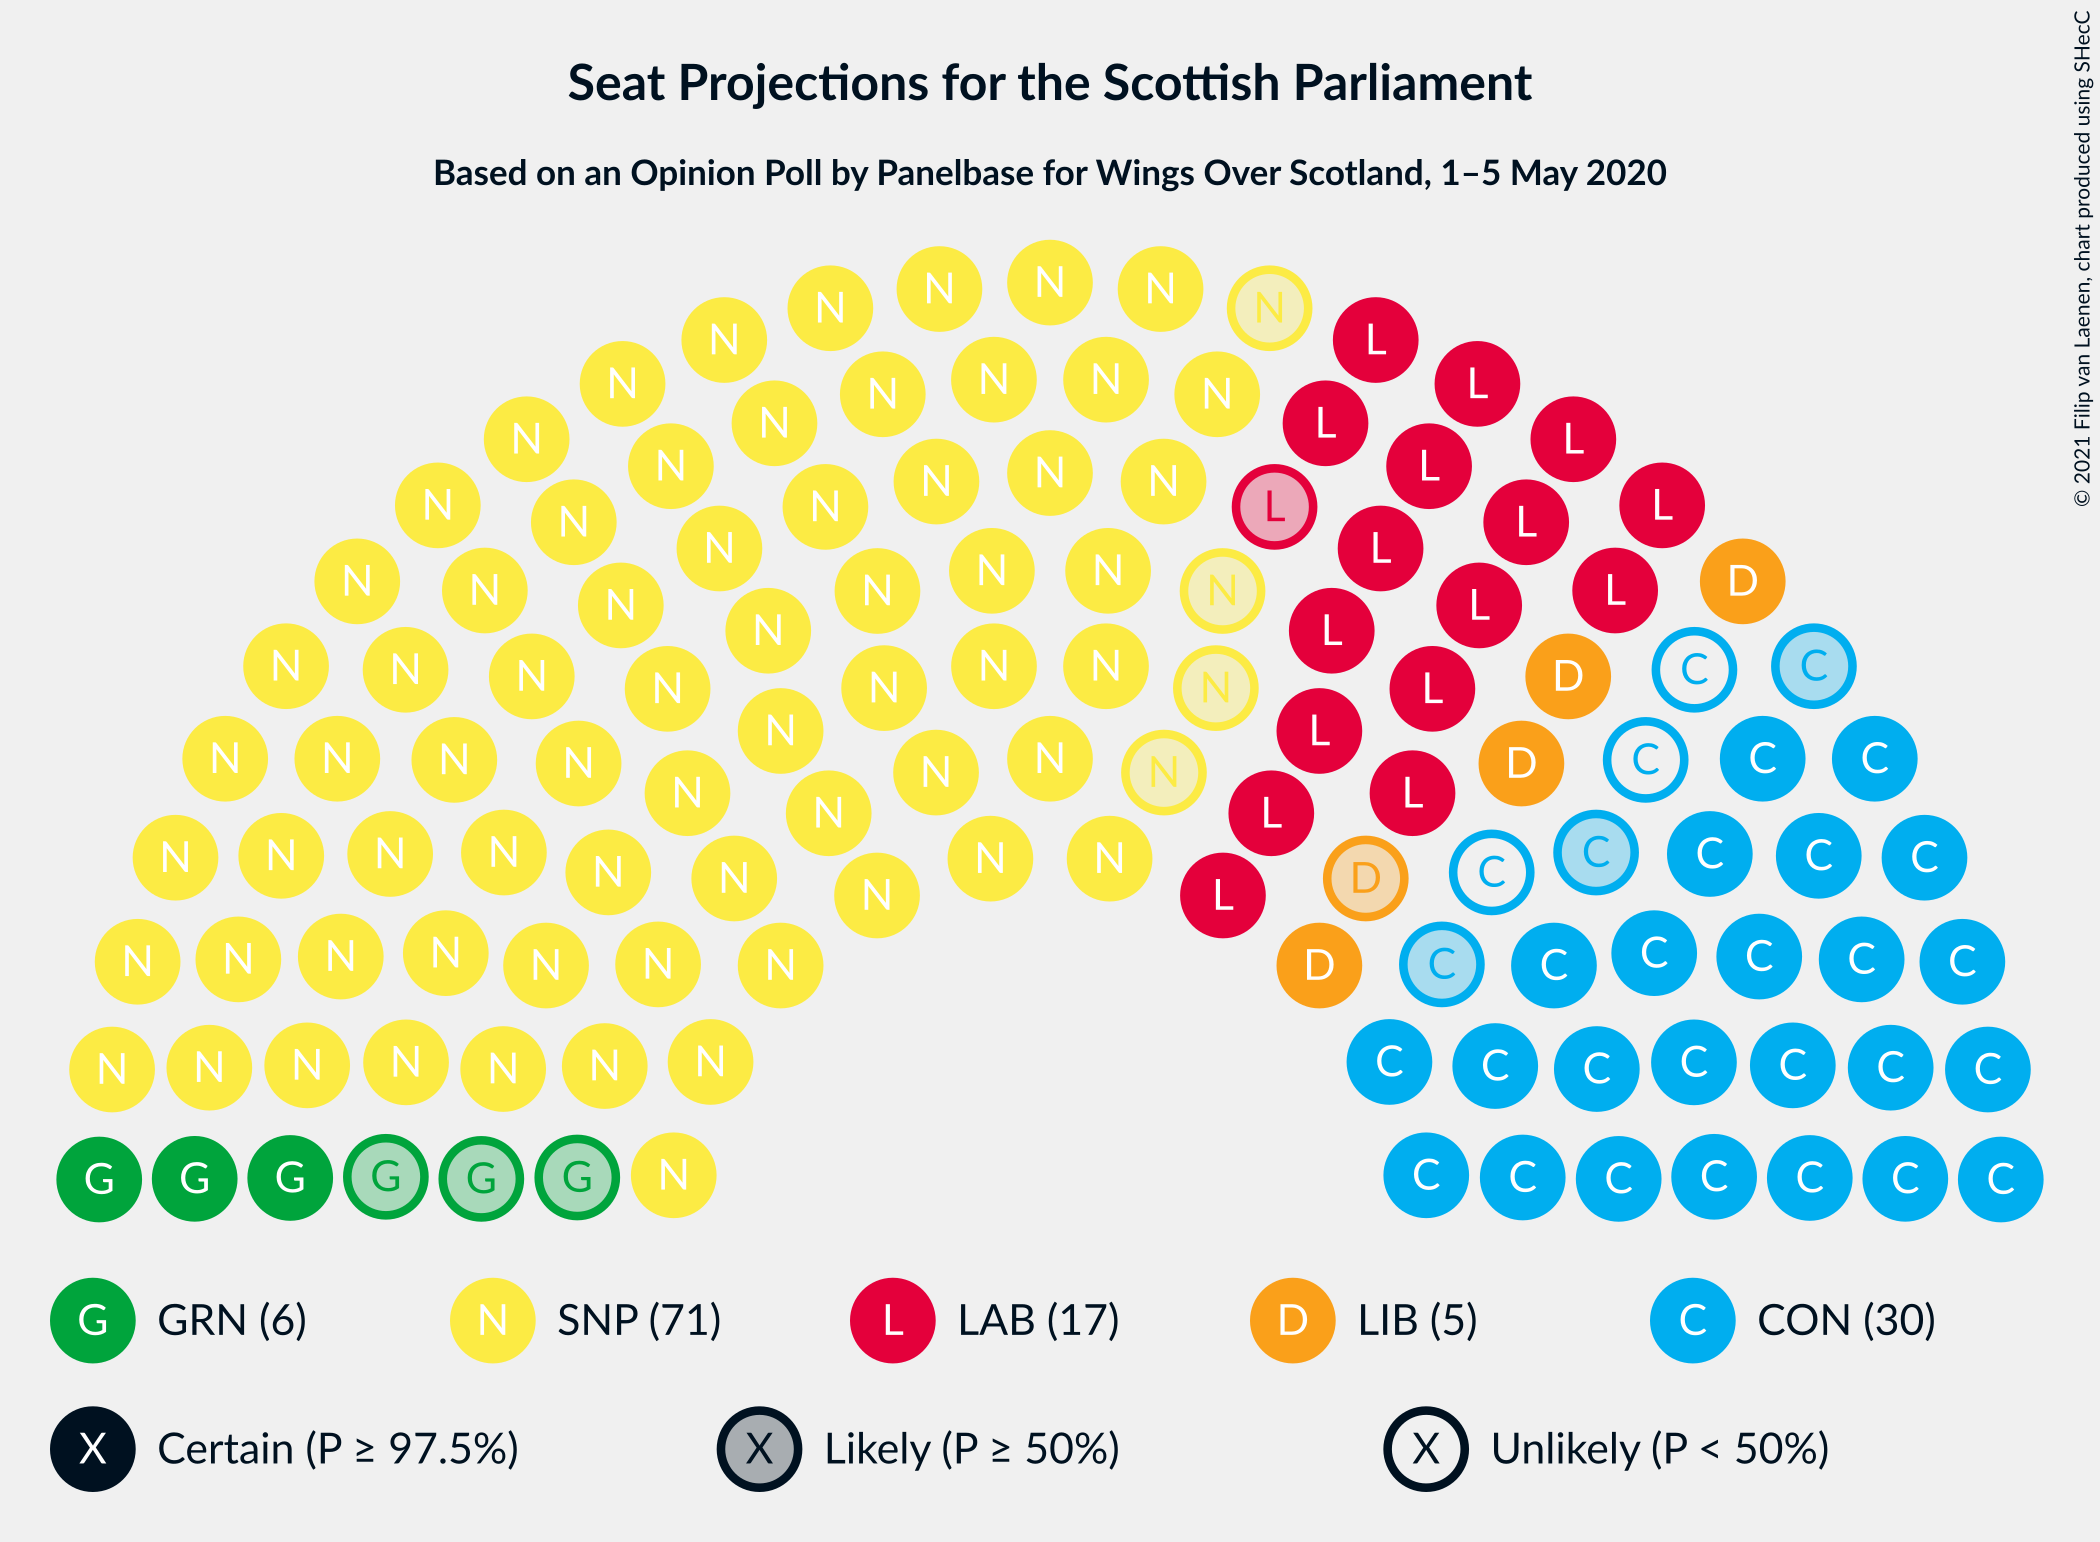 Seat Projections for the Scottish Parliament
Based on an Opinion Poll by Panelbase for Wings Over Scotland, 1–5 May 2020
© 2021 Filip van Laenen, chart produced using SHecC
N N N N N
N L
N N N N N L
N N L L
N N N N L
N N N L L L
N L
N N N N N N N L L D
N L
N N N N N N N N L D C C
N L
N N N N N N N N L D C C C
N L
N N N N N N N N N L D C C C C C
N N N N N N N D C C C C C C
N N N N N N N C C C C C C C
G G G G G G N C C C C C C C
G GRN (6) N SNP (71) L LAB (17) D LIB (5) C CON (30)
X Certain (P ≥ 97.5%) X Likely (P ≥ 50%) X Unlikely (P < 50%)